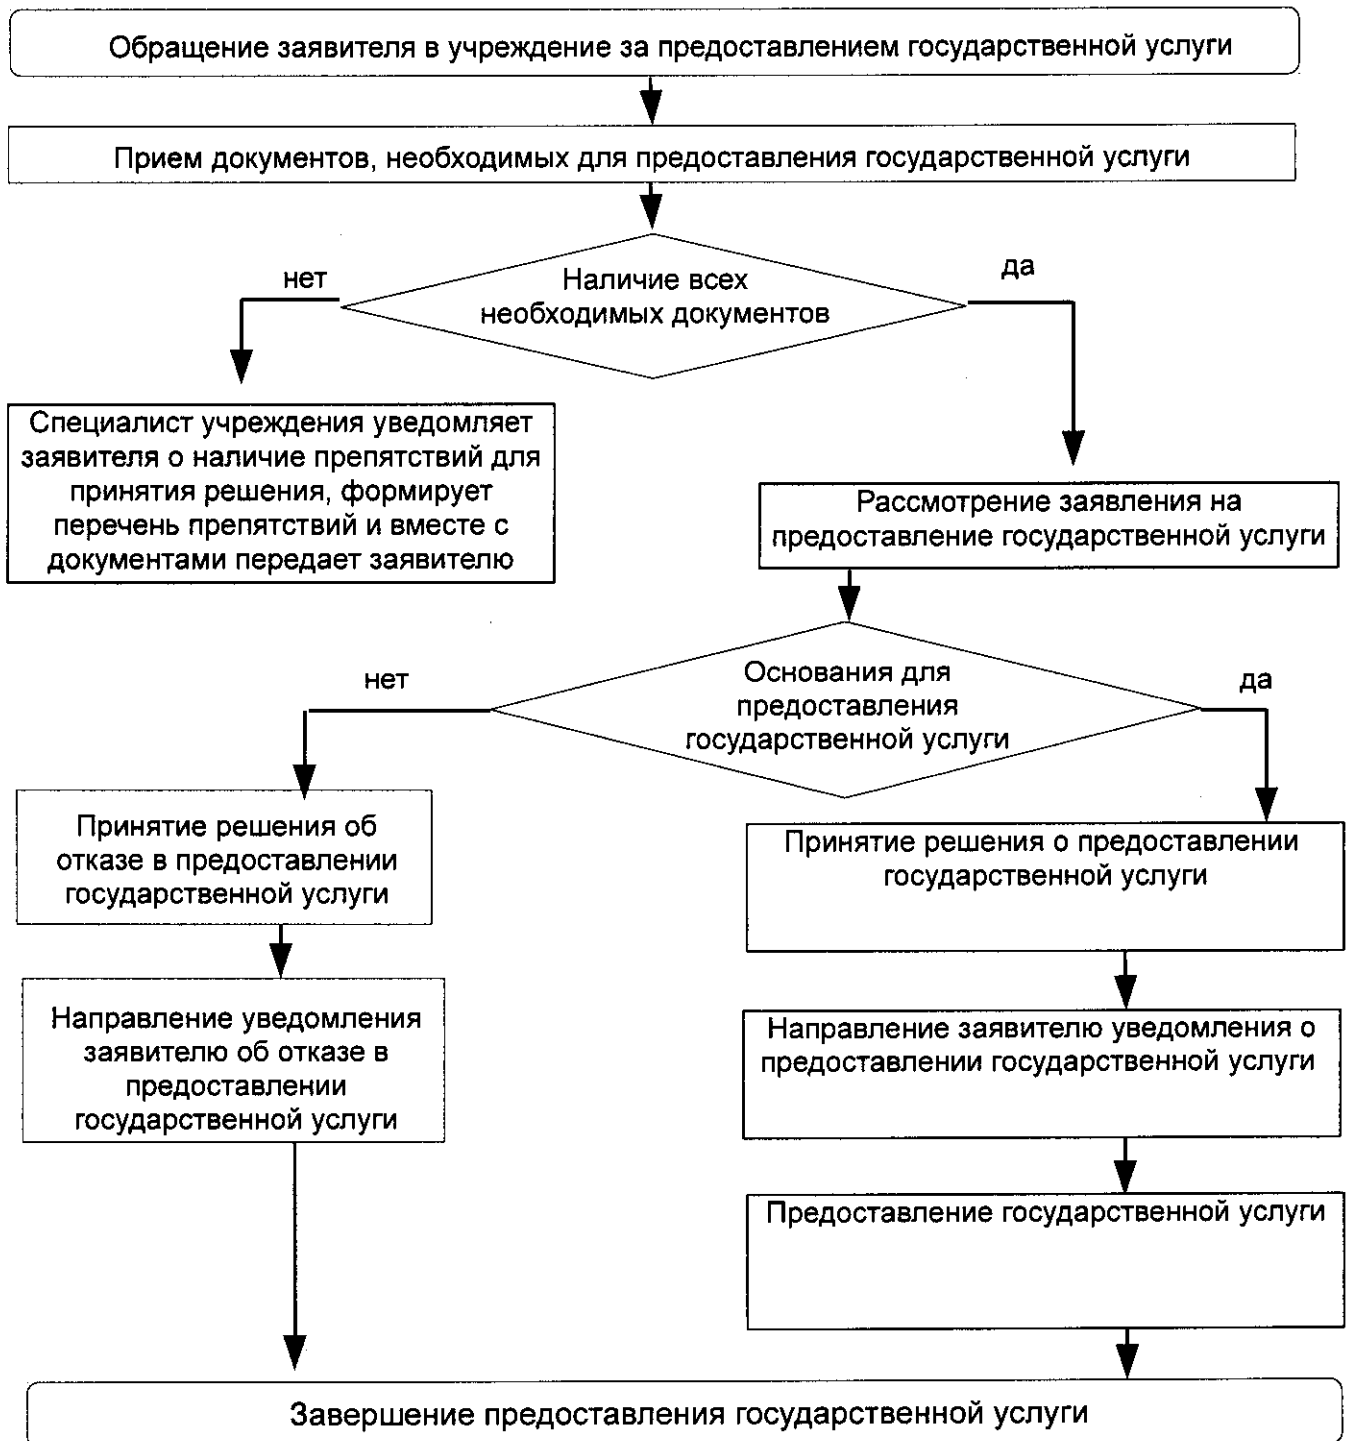 Обращение заявителя в учреждение за предоставлением государственной услуги
Прием документов, необходимых для предоставления государственной услуги
нет
Наличие всех
необходимых документов
да
Специалист учреждения уведомляет
заявителя о наличие препятствий для
принятия решения, формирует
перечень препятствий и вместе с
документами передает заявителю
Рассмотрение заявления на
предоставление государственной услуги
нет
Основания для
предоставления
государственной услуги
да
Принятие решения об
отказе в предоставлении
государственной услуги
Принятие решения о предоставлении
государственной услуги
Направление уведомления
заявителю об отказе в
предоставлении
государственной услуги
Направление заявителю уведомления о
предоставлении государственной услуги
Предоставление государственной услуги
Завершение предоставления государственной услуги